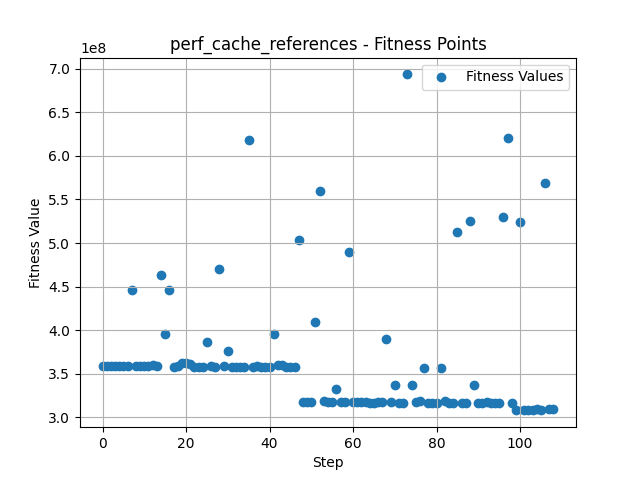 perf_cache_references - Fitness Points
1e8
Fitness Values
7.0
6.5
6.0
5.5
5.0
4.5
4.0
3.5
3.0
Fitness Value
0 20 40 60 80 100
Step